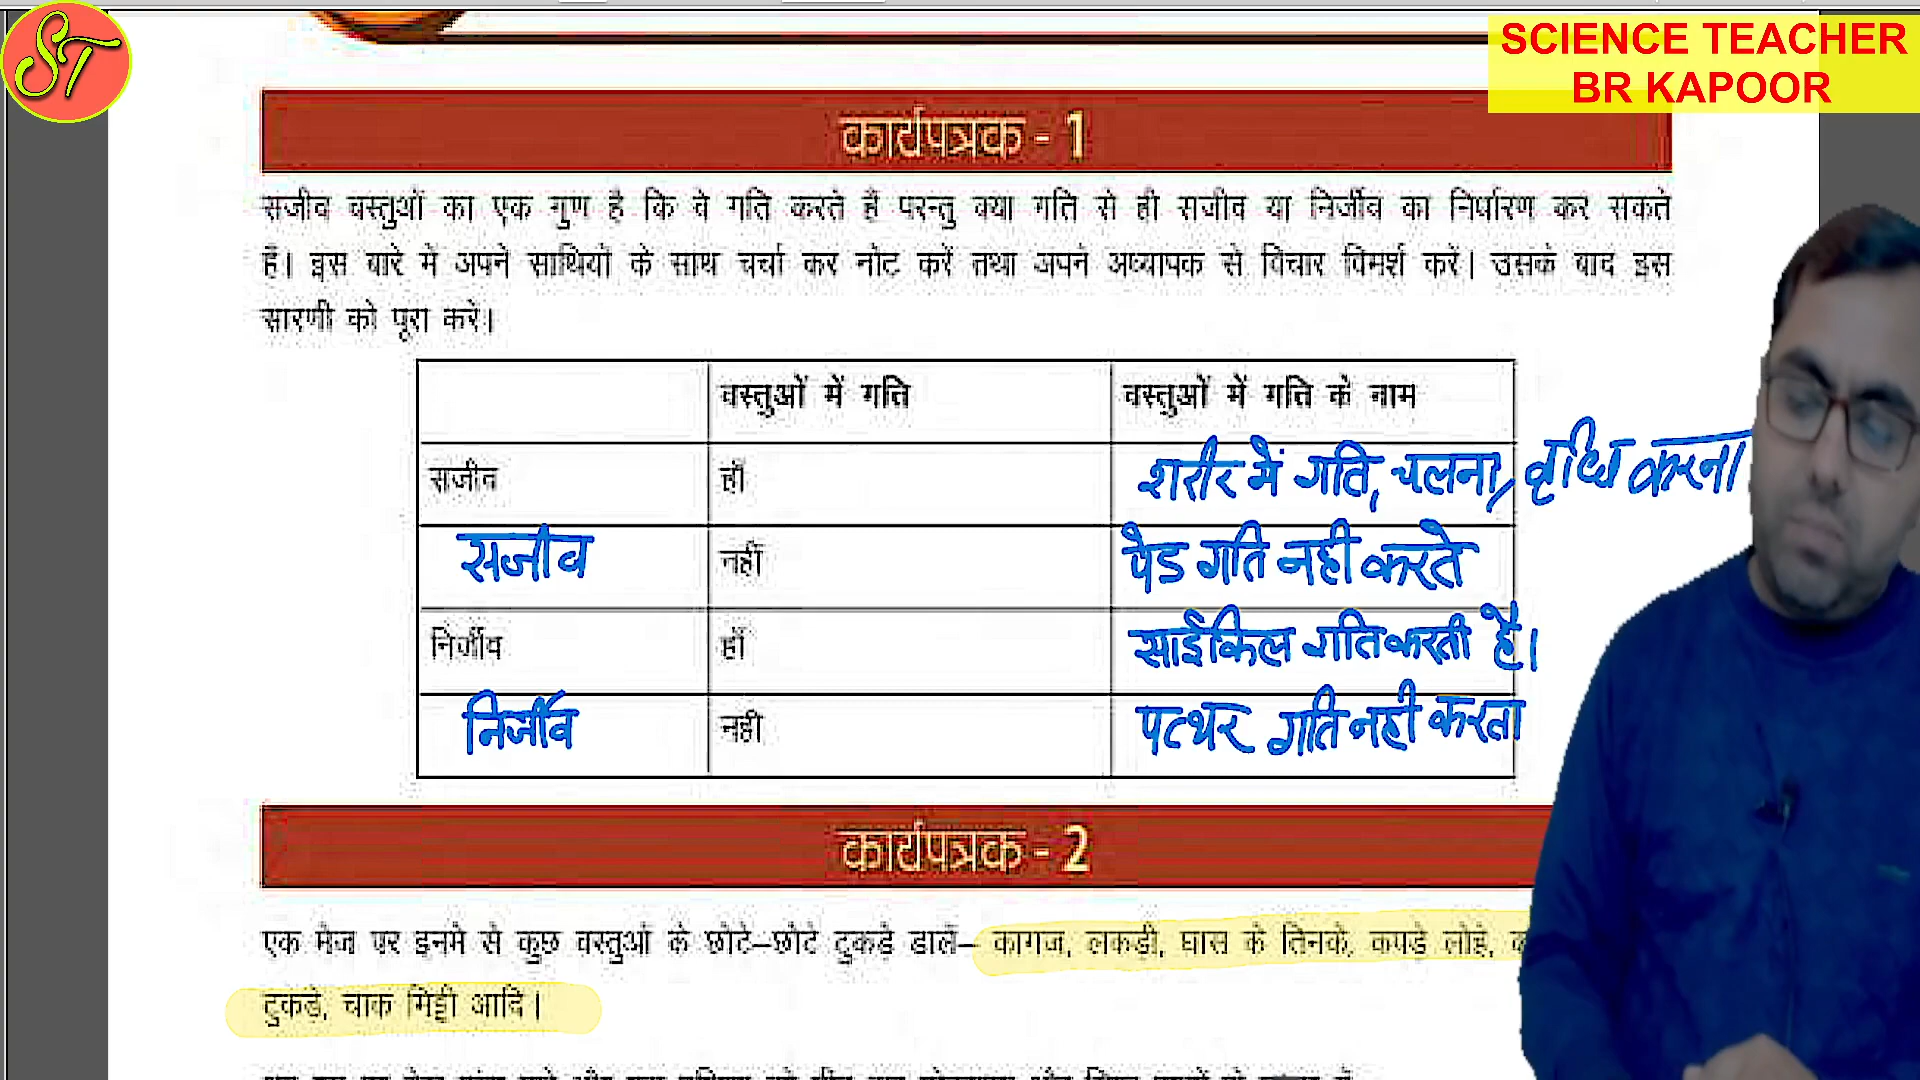 ST
SCIENCE TEACHER
BR KAPOOR
कार्यपत्रक - 1
सजीव वस्तुओं का एक गुण है कि वे गति करते हैं परन्तु क्या गति से ही सजीव या निर्जीव का निर्धारण कर सकते
हैं। इस बारे में अपने साथियों के साथ चर्चा कर नोट करें तथा अपने अध्यापक से विचार विमर्श करें। उसके बाद इस
सारणी को पूरा करें।
वस्तुओं में गति वस्तुओं में गति के नाम
सजीव हाँ शरीर में गति, चलना, वृध्दि करना
सजीव नहीं पेड गति नही करते
निर्जीव हाँ साईकिल गति करती है।
निर्जीव नहीं पत्थर गति नही करता
कार्यपत्रक - 2
एक मेज पर इनमें से कुछ वस्तुओं के छोटे–छोटे टुकड़े डालें– कागज, लकड़ी, घास के तिनके, कपड़े लोहे,
टुकड़े, चाक मिट्टी आदि।